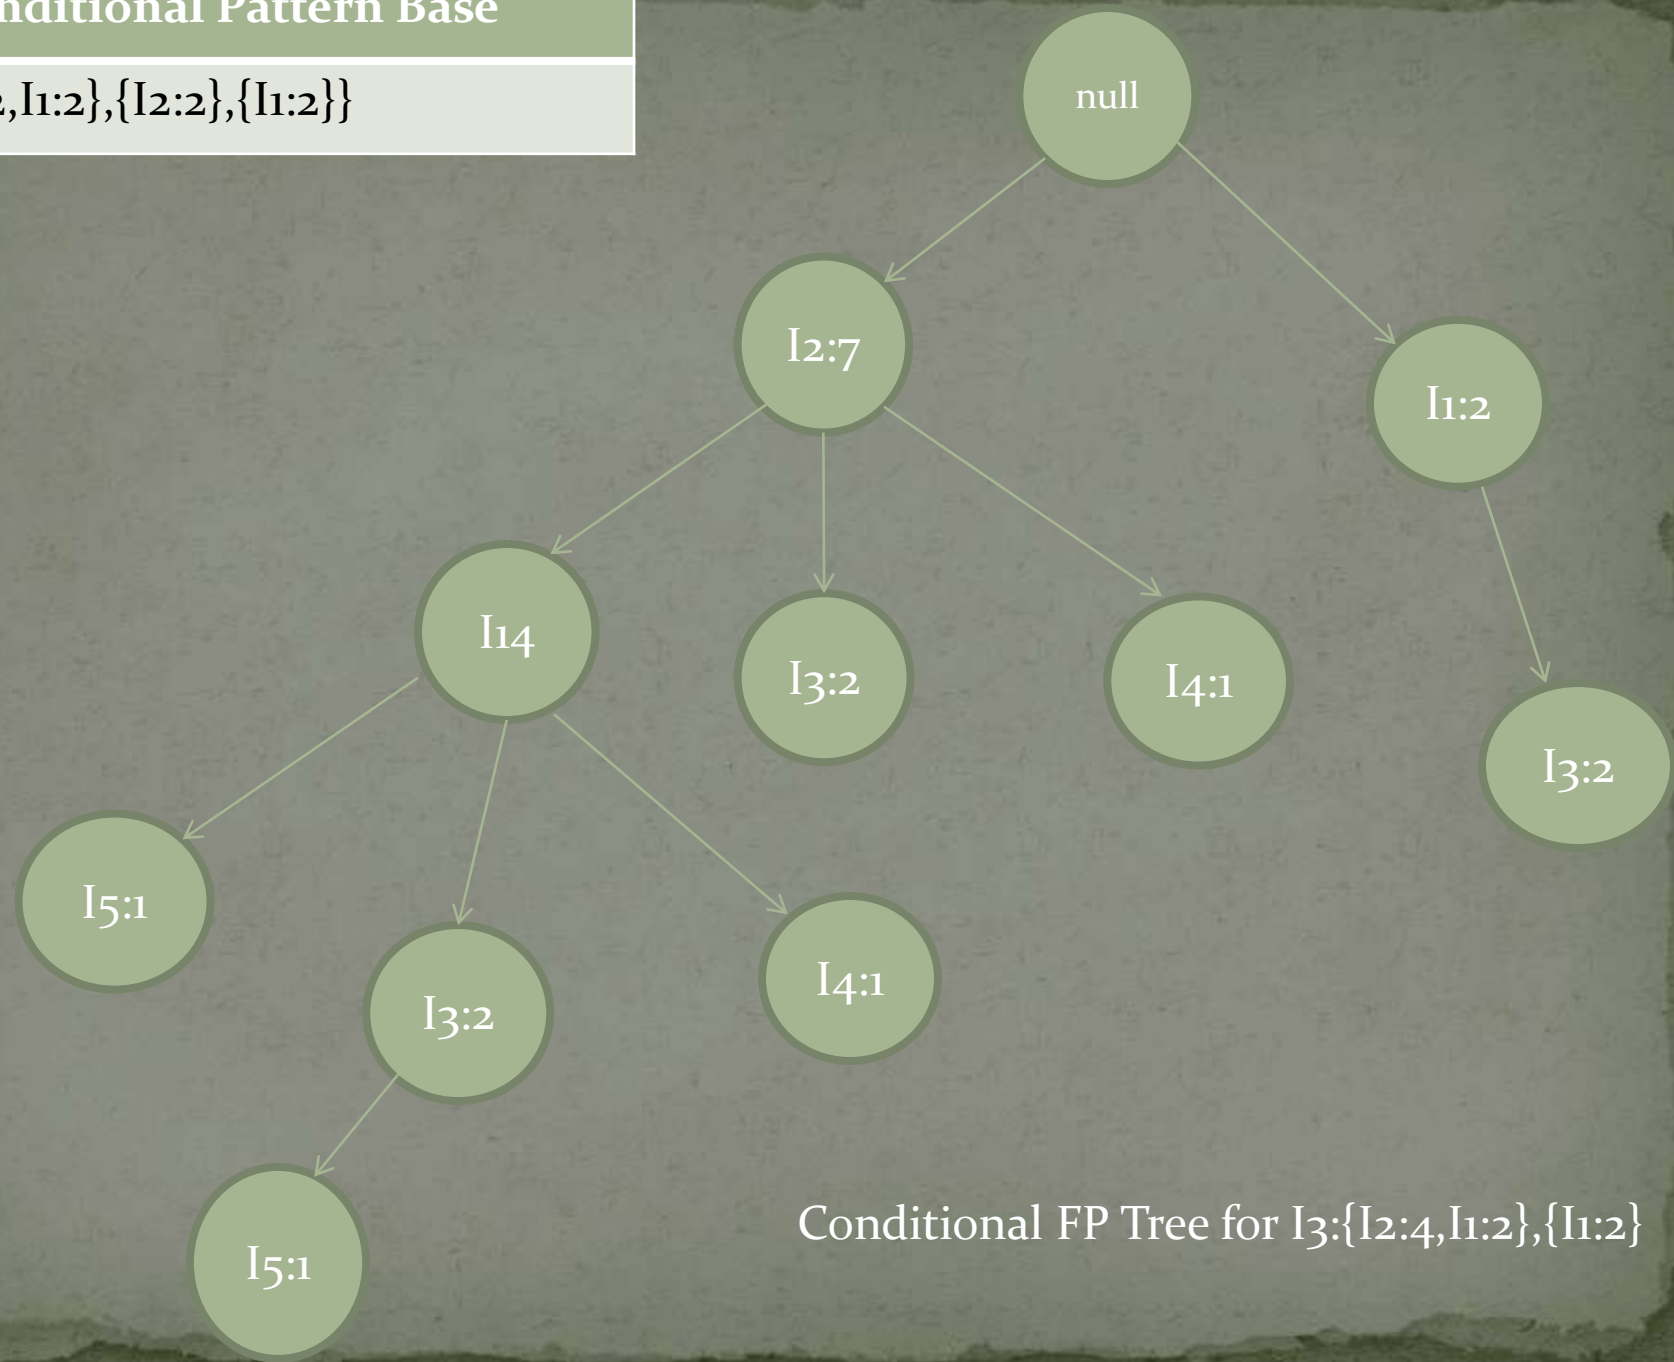 nditional Pattern Base
,I1:2},{I2:2},{I1:2}}
null
I2:7
I1:2
I14
I3:2
I4:1
I3:2
I5:1
I3:2
I4:1
I5:1
Conditional FP Tree for I3:{I2:4,I1:2},{I1:2}